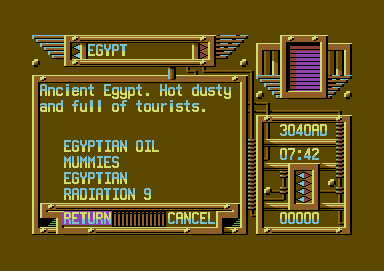 EGYPT
Ancient Egypt. Hot dusty
and full of tourists.
EGYPTIAN OIL
MUMMIES
EGYPTIAN
RADIATION 9
RETURN
CANCEL
3040AD
07:42
00000